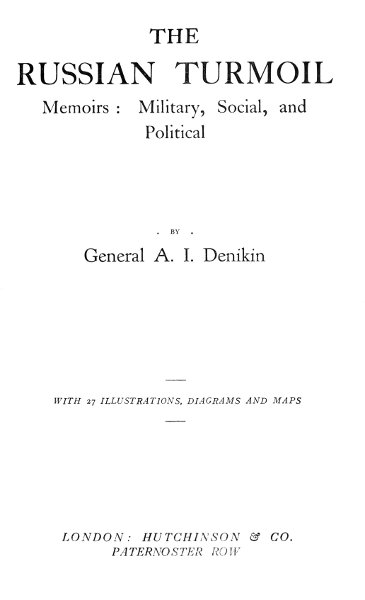 THE
RUSSIAN TURMOIL
Memoirs : Military, Social, and
Political
. BY .
General A. I. Denikin
WITH 27 ILLUSTRATIONS, DIAGRAMS AND MAPS
LONDON: HUTCHINSON & CO.
PATERNOSTER ROW